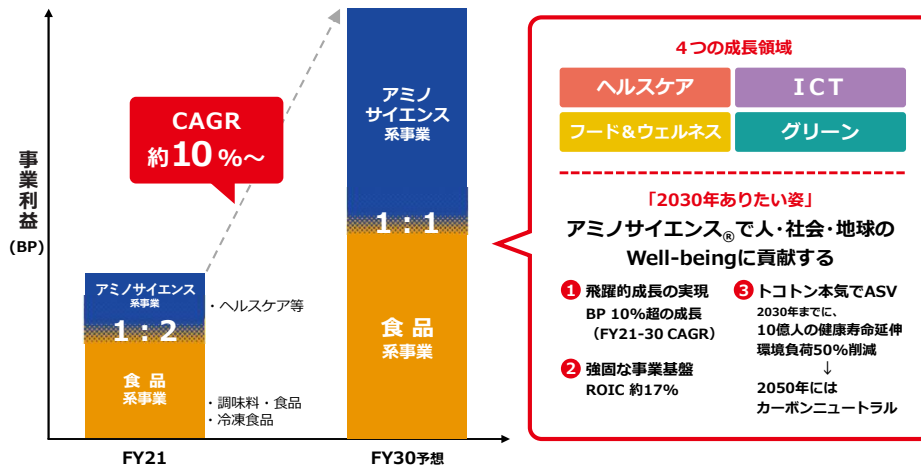 事業利益
(BP)
CAGR
約10%～
アミノサイエンス
系事業
1：2
食品
系事業
・ヘルスケア等
・調味料・食品
・冷凍食品
FY21
アミノ
サイエンス
系事業
1：1
食品
系事業
FY30予想
4つの成長領域
ヘルスケア
ICT
フード＆ウェルネス
グリーン
「2030年ありたい姿」
アミノサイエンス®で人・社会・地球の
Well-beingに貢献する
1 飛躍的成長の実現
BP 10%超の成長
（FY21-30 CAGR）
2 強固な事業基盤
ROIC 約17%
3 トコトン本気でASV
2030年までに、
10億人の健康寿命延伸
環境負荷50%削減
↓
2050年には
カーボンニュートラル